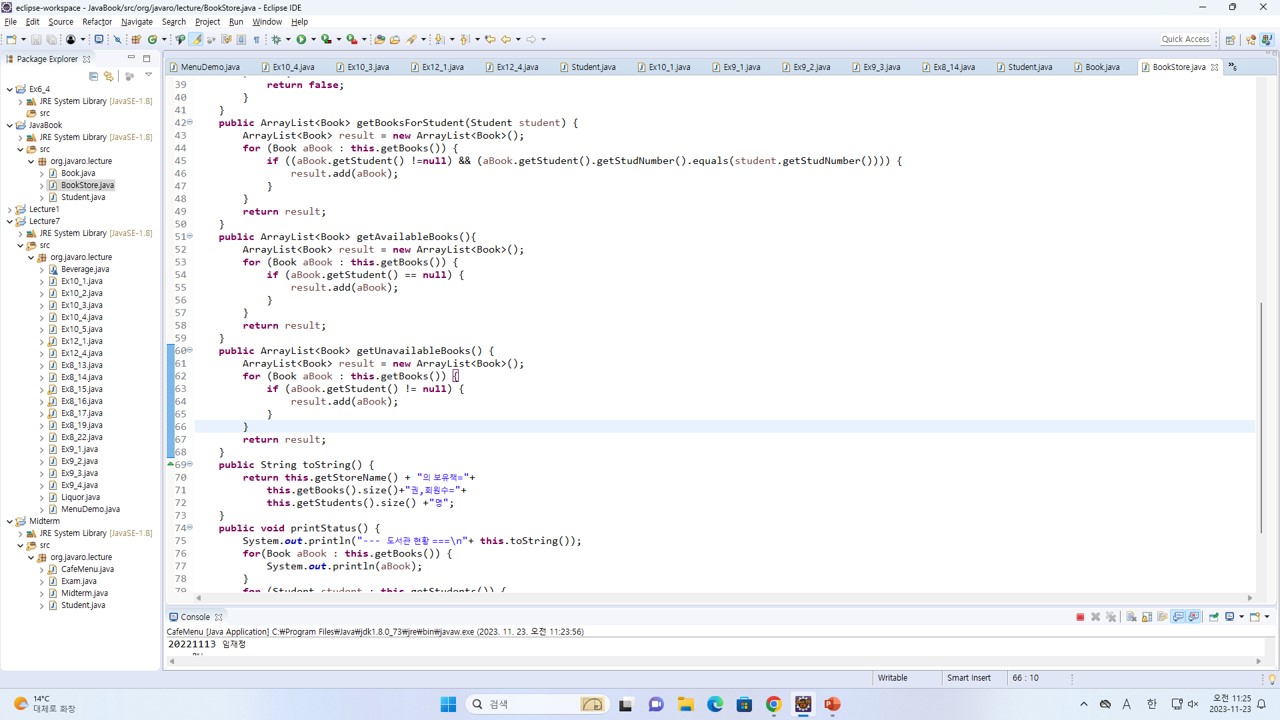 eclipse-workspace - JavaBook/src/org/javaro/lecture/BookStore.java - Eclipse IDE
File Edit Source Refactor Navigate Search Project Run Window Help
Quick Access
Package Explorer
MenuDemo.java Ex10_4.java Ex10_3.java Ex12_1.java Ex12_4.java Student.java Ex10_1.java Ex9_1.java Ex9_2.java Ex9_3.java Ex8_14.java Student.java Book.java BookStore.java
Ex6_4
JRE System Library [JavaSE-1.8]
src
JavaBook
JRE System Library [JavaSE-1.8]
src
org.javaro.lecture
Book.java
BookStore.java
Student.java
Lecture1
Lecture7
JRE System Library [JavaSE-1.8]
src
org.javaro.lecture
Beverage.java
Ex10_1.java
Ex10_2.java
Ex10_3.java
Ex10_4.java
Ex10_5.java
Ex12_1.java
Ex12_4.java
Ex8_13.java
Ex8_14.java
Ex8_15.java
Ex8_16.java
Ex8_17.java
Ex8_19.java
Ex8_22.java
Ex9_1.java
Ex9_2.java
Ex9_3.java
Ex9_4.java
Liquor.java
MenuDemo.java
Midterm
JRE System Library [JavaSE-1.8]
src
org.javaro.lecture
CafeMenu.java
Exam.java
Midterm.java
Student.java
39 return false;
40 }
41 }
42 public ArrayList<Book> getBooksForStudent(Student student) {
43 ArrayList<Book> result = new ArrayList<Book>();
44 for (Book aBook : this.getBooks()) {
45 if ((aBook.getStudent() !=null) && (aBook.getStudent().getStudNumber().equals(student.getStudNumber()))) {
46 result.add(aBook);
47 }
48 }
49 return result;
50 }
51 public ArrayList<Book> getAvailableBooks(){
52 ArrayList<Book> result = new ArrayList<Book>();
53 for (Book aBook : this.getBooks()) {
54 if (aBook.getStudent() == null) {
55 result.add(aBook);
56 }
57 }
58 return result;
59 }
60 public ArrayList<Book> getUnavailableBooks() {
61 ArrayList<Book> result = new ArrayList<Book>();
62 for (Book aBook : this.getBooks()) {
63 if (aBook.getStudent() != null) {
64 result.add(aBook);
65 }
66 }
67 return result;
68 }
69 public String toString() {
70 return this.getStoreName() + "의 보유책="+
71 this.getBooks().size()+"권,회원수="+
72 this.getStudents().size() +"명";
73 }
74 public void printStatus() {
75 System.out.println("--- 도서관 현황 ===\n"+ this.toString());
76 for(Book aBook : this.getBooks()) {
77 System.out.println(aBook);
78 }
79 for (Student student : this.getStudents()) {
Console
CafeMenu [Java Application] C:₩Program Files₩Java₩jdk1.8.0_73₩jre₩bin₩javaw.exe (2023. 11. 23. 오전 11:23:56)
20221113 임재정
Writable Smart Insert 66 : 10
14°C
대체로 화창
검색
A 한
오전 11:25
2023-11-23